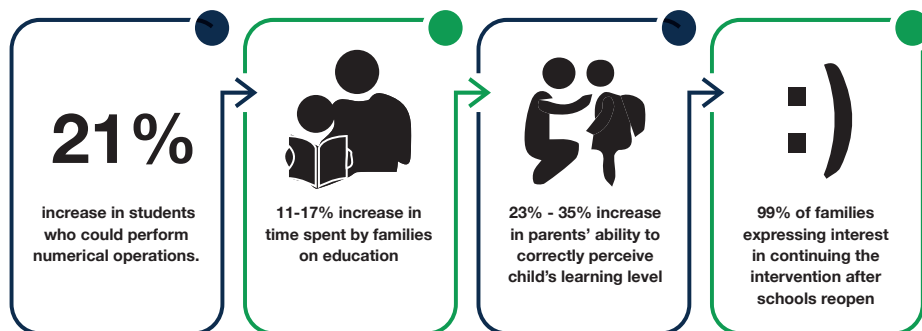 21%
increase in students
who could perform
numerical operations.
11-17% increase in
time spent by families
on education
23% - 35% increase
in parents’ ability to
correctly perceive
child’s learning level
:)
99% of families
expressing interest
in continuing the
intervention after
schools reopen